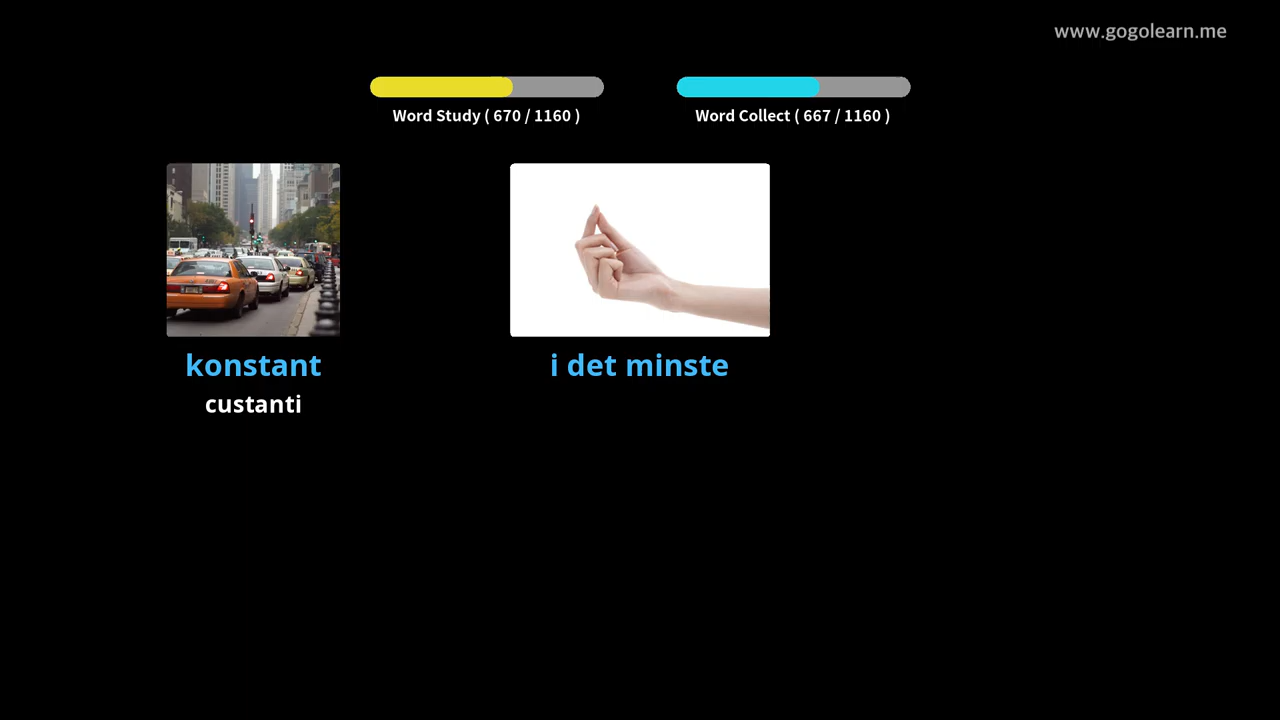 www.gogolearn.me
Word Study ( 670 / 1160 )
Word Collect ( 667 / 1160 )
konstant
i det minste
custanti